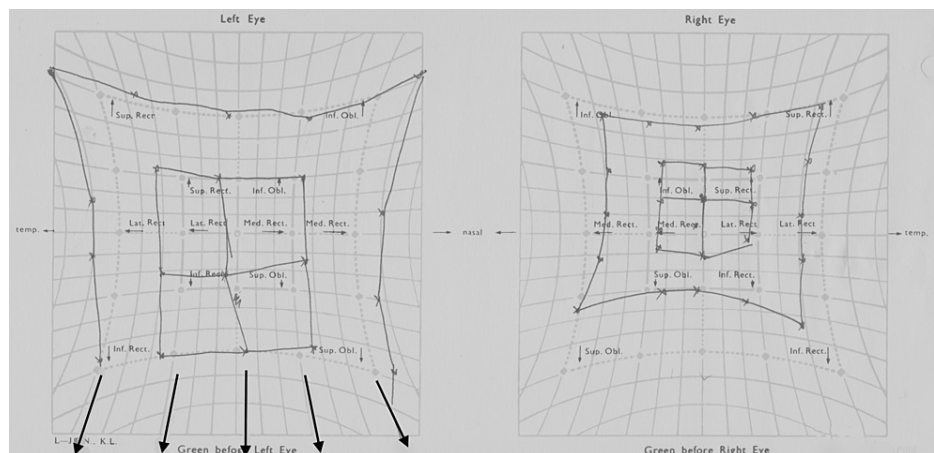 Left Eye
Right Eye
Sup. Rect.
Inf. Obl.
Inf. Obl.
Sup. Rect.
Sup. Rect.
Inf. Obl.
Inf. Obl.
Sup. Rect.
temp.
Lat. Rect
Lat. Rect.
Med. Rect.
Med. Rect.
nasal
Med. Rect.
Med. Rect.
Lat. Rect
Lat. Rect
temp.
Inf. Rect.
Sup. Obl.
Sup. Obl.
Inf. Rect.
Inf. Rect.
Sup. Obl.
Sup. Obl.
Inf. Rect.
K.L.
Green before Left Eye
Green before Right Eye